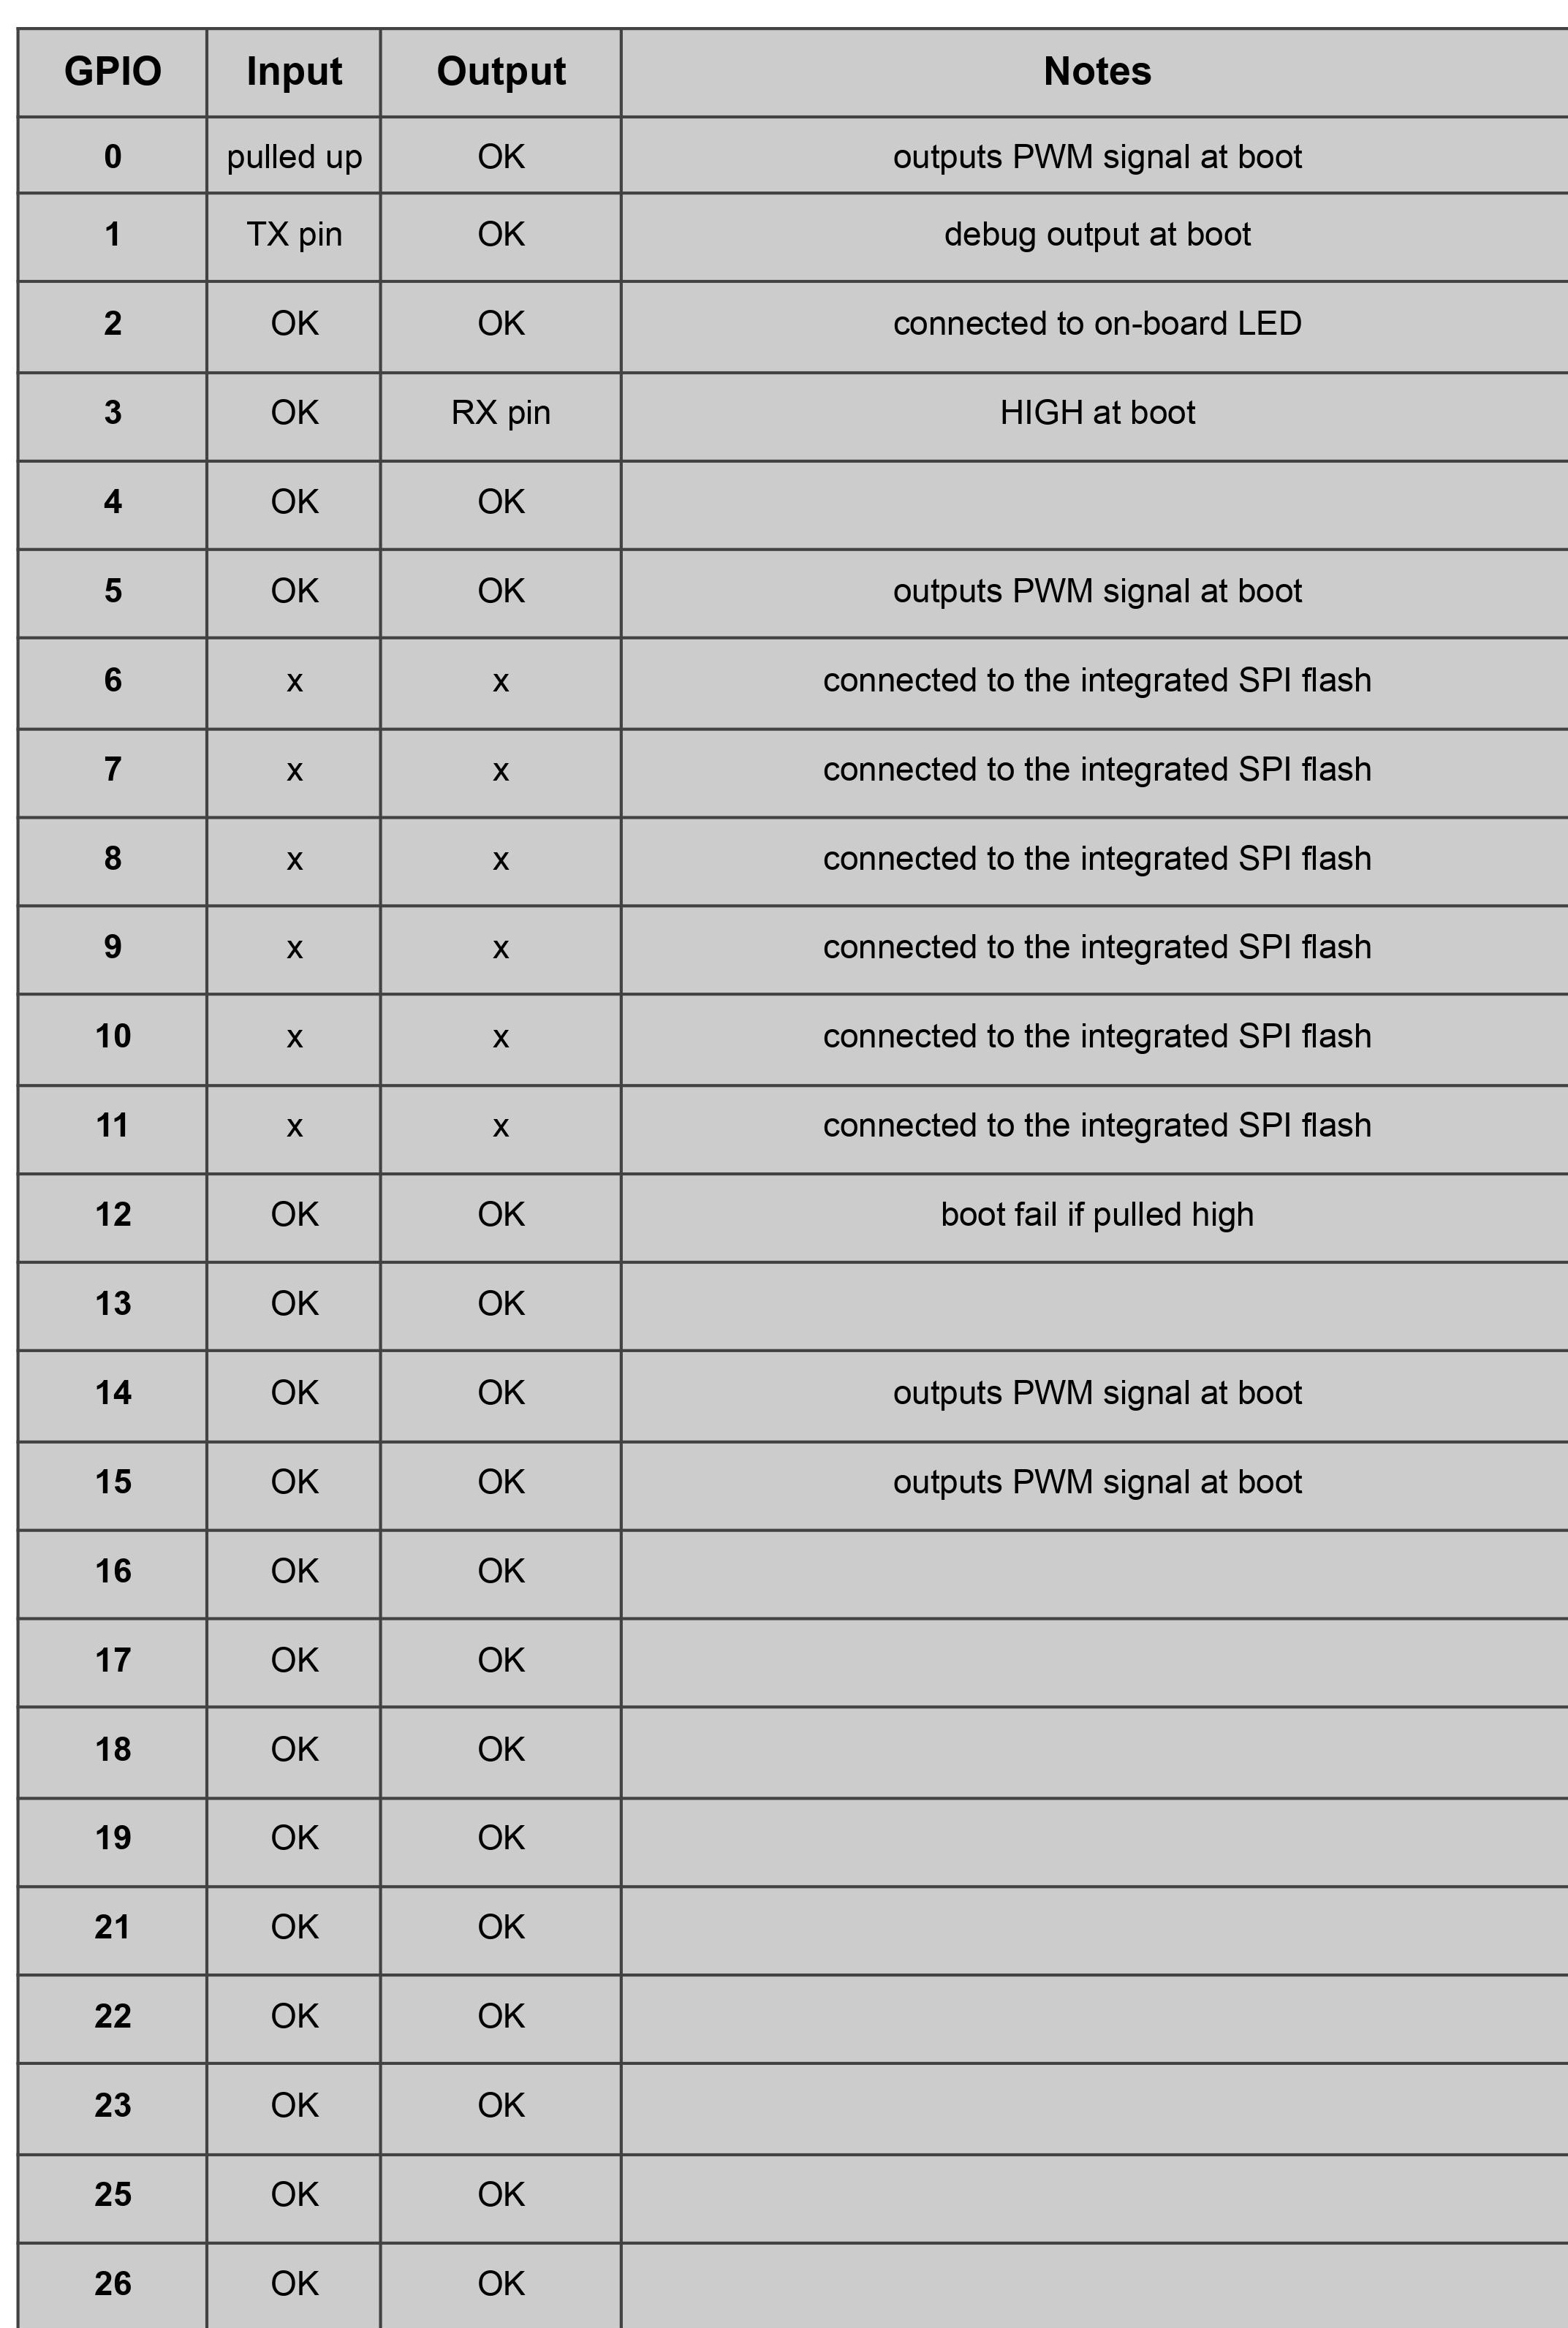 GPIO Input Output Notes
0 pulled up OK outputs PWM signal at boot
1 TX pin OK debug output at boot
2 OK OK connected to on-board LED
3 OK RX pin HIGH at boot
4 OK OK
5 OK OK outputs PWM signal at boot
6 x x connected to the integrated SPI flash
7 x x connected to the integrated SPI flash
8 x x connected to the integrated SPI flash
9 x x connected to the integrated SPI flash
10 x x connected to the integrated SPI flash
11 x x connected to the integrated SPI flash
12 OK OK boot fail if pulled high
13 OK OK
14 OK OK outputs PWM signal at boot
15 OK OK outputs PWM signal at boot
16 OK OK
17 OK OK
18 OK OK
19 OK OK
21 OK OK
22 OK OK
23 OK OK
25 OK OK
26 OK OK